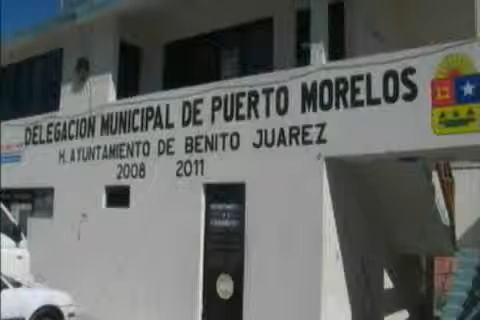 DELEGACION MUNICIPAL DE PUERTO MORELOS
H. AYUNTAMIENTO DE BENITO JUAREZ
2008 2011